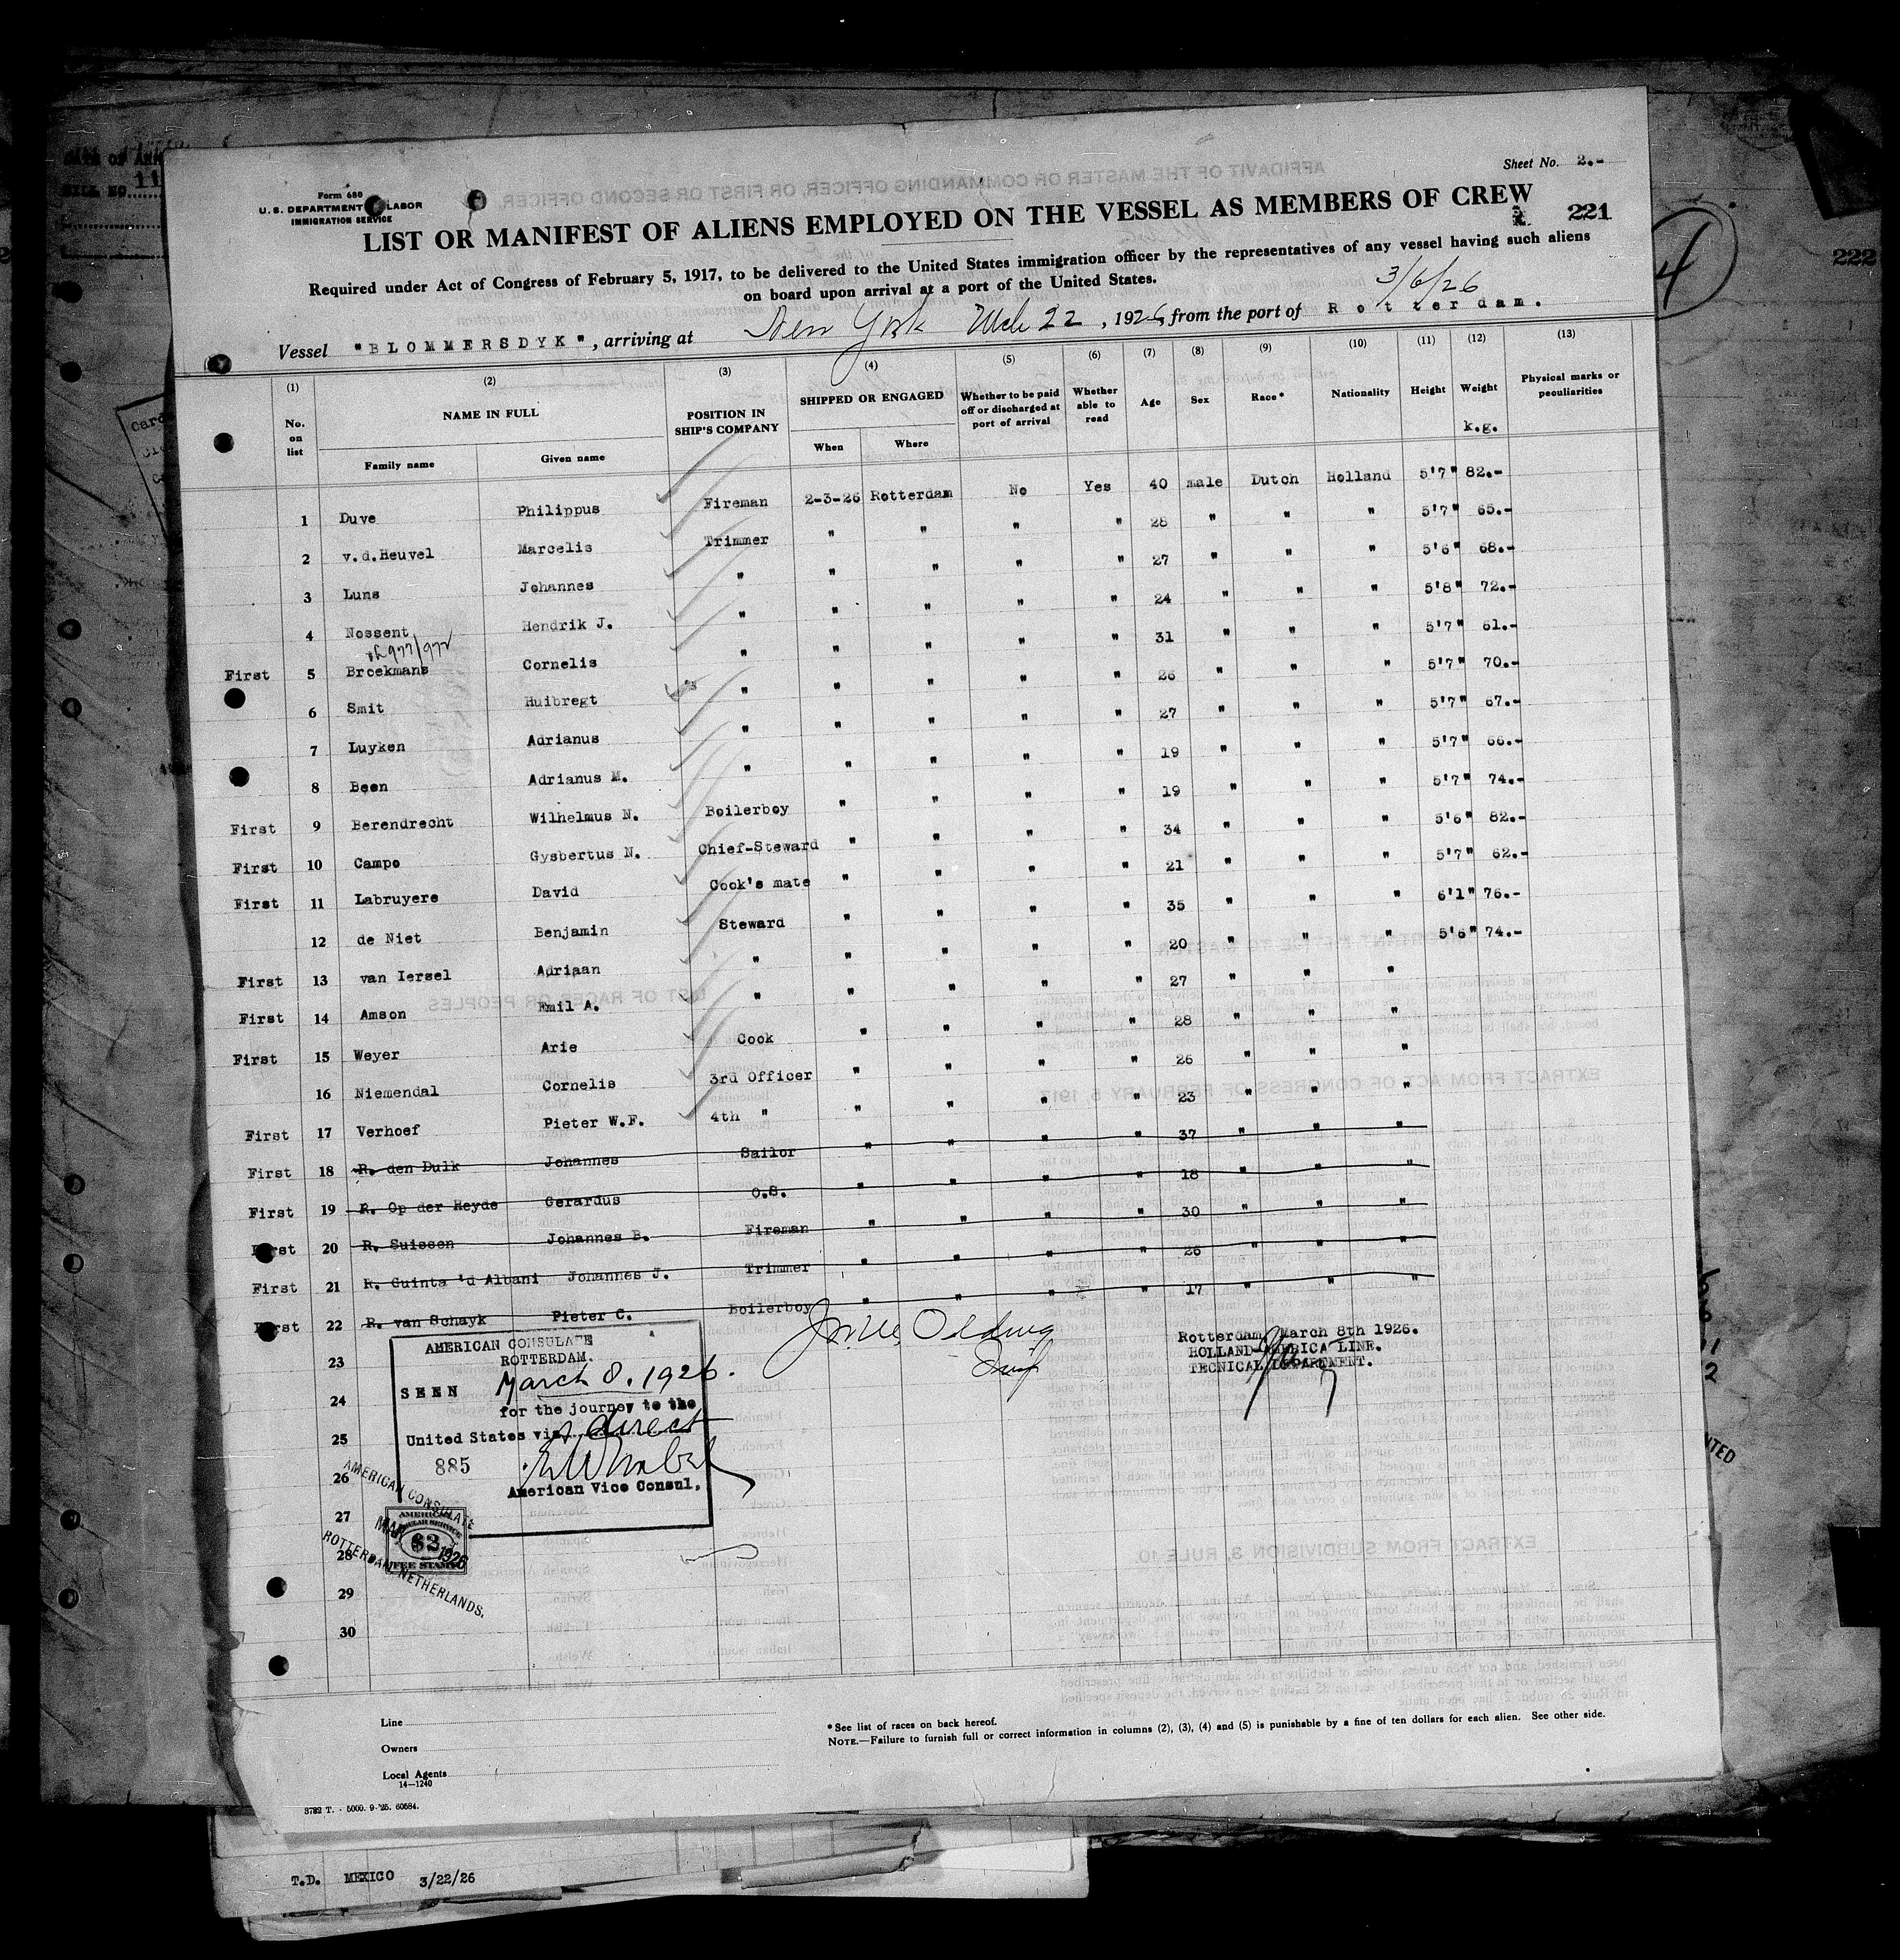 Sheet No. 2.-
Form 680
U. S. DEPARTMENT LABOR
IMMIGRATION SERVICE
LIST OR MANIFEST OF ALIENS EMPLOYED ON THE VESSEL AS MEMBERS OF CREW
221
Required under Act of Congress of February 5, 1917, to be delivered to the United States immigration officer by the representatives of any vessel having such aliens
on board upon arrival at a port of the United States.
3/6/26
Vessel "BLOMMERSDYK", arriving at New York Mch 22, 1926, from the port of Rotterdam.
(1) (2) (3) (4) (5) (6) (7) (8) (9) (10) (11) (12) (13)
No. on list NAME IN FULL POSITION IN SHIP'S COMPANY SHIPPED OR ENGAGED Whether to be paid off or discharged at port of arrival Whether able to read Age Sex Race* Nationality Height Weight Physical marks or peculiarities
Family name Given name When Where k.g.
1 Duve Philippus Fireman 2-3-26 Rotterdam No Yes 40 male Dutch Holland 5'7" 82.-
2 v.d.Heuvel Marcelis Trimmer " " " " 28 " " " 5'7" 65.-
3 Luns Johannes " " " " " 27 " " " 5'6" 68.-
4 Nossent Hendrik J. " " " " " 24 " " " 5'8" 72.-
First 5 Broekmans Cornelis " " " " " 31 " " " 5'7" 61.-
6 Smit Huibregt " " " " " 26 " " " 5'7" 70.-
7 Luyken Adrianus " " " " " 27 " " " 5'7" 67.-
8 Been Adrianus M. " " " " " 19 " " " 5'7" 66.-
First 9 Berendrecht Wilhelmus N. Boilerboy " " " " 19 " " " 5'7" 74.-
First 10 Campo Gysbertus N. Chief-Steward " " " " 34 " " " 5'6" 82.-
First 11 Labruyere David Cook's mate " " " " 21 " " " 5'7" 62.-
12 de Niet Benjamin Steward " " " " 35 " " " 6'1" 76.-
First 13 van Iersel Adriaan " " " " " 20 " " " 5'6" 74.-
First 14 Amson Emil A. " " " " " 27 " " "
First 15 Weyer Arie Cook " " " " 28 " " "
16 Niemendal Cornelis 3rd Officer " " " " 26 " " "
First 17 Verhoef Pieter W.F. 4th " " " " " 23 " " "
First 18 R. den Dulk Johannes Sailor " " " " 37 " " "
First 19 R. Op der Heyde Gerardus O.S. " " " " 18 " " "
First 20 R. Suissen Johannes B. Fireman " " " " 30 " " "
First 21 R. Guinta 'd Albani Johannes J. Trimmer " " " " 26 " " "
First 22 R. van Schayk Pieter C. Boilerboy " " " " 17 " " "
23
24
25
26
27
28
29
30
AMERICAN CONSULATE
ROTTERDAM.
SEEN March 8. 1926.
for the journey to the
United States via direct
885
American Vice Consul,
AMERICAN CONSULATE
ROTTERDAM, NETHERLANDS.
MAR 1926
AMERICAN
CONSULAR SERVICE
$2
FEE STAMP
Rotterdam, March 8th 1926.
HOLLAND-AMERICA LINE.
TECNICAL DEPARTMENT.
Line
Owners
Local Agents
14—1240
* See list of races on back hereof.
NOTE.—Failure to furnish full or correct information in columns (2), (3), (4) and (5) is punishable by a fine of ten dollars for each alien. See other side.
3782 T. - 5000. 9-'25. 60584.
T.D. MEXICO 3/22/26
4
222